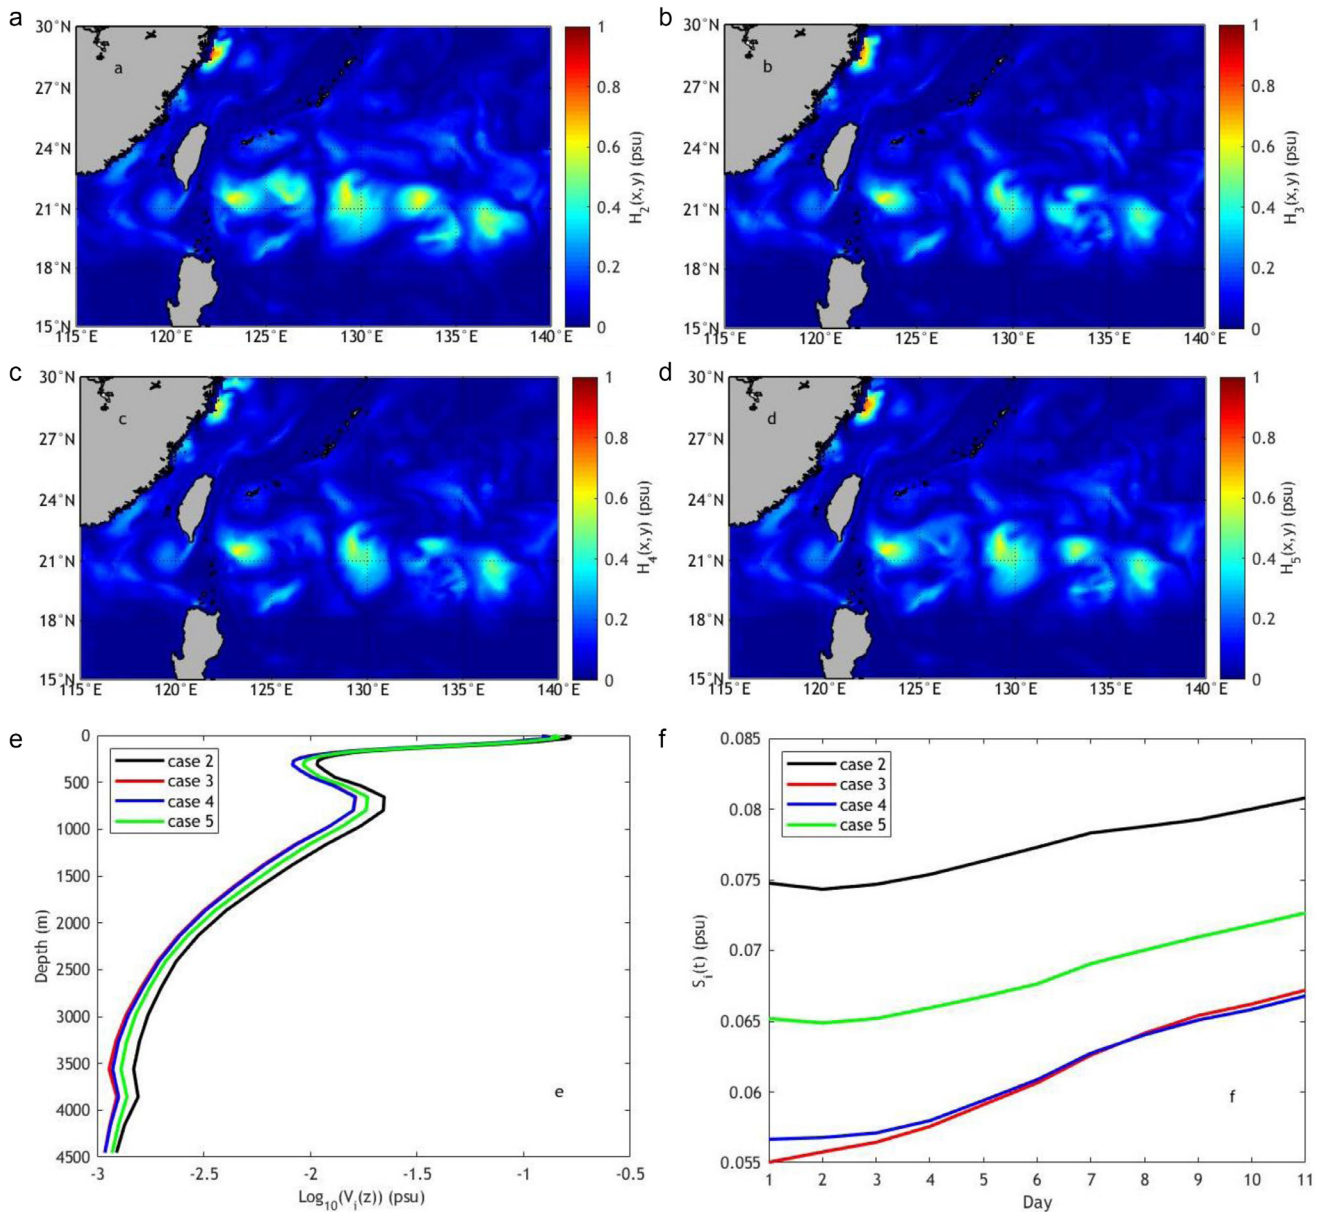 a
30°N
27°N
24°N
21°N
18°N
15°N
115°E
120°E
125°E
130°E
135°E
140°E
a
1
0.8
0.6
0.4
0.2
0
H2(x,y) (psu)
b
30°N
27°N
24°N
21°N
18°N
15°N
115°E
120°E
125°E
130°E
135°E
140°E
b
1
0.8
0.6
0.4
0.2
0
H3(x,y) (psu)
c
30°N
27°N
24°N
21°N
18°N
15°N
115°E
120°E
125°E
130°E
135°E
140°E
c
1
0.8
0.6
0.4
0.2
0
H4(x,y) (psu)
d
30°N
27°N
24°N
21°N
18°N
15°N
115°E
120°E
125°E
130°E
135°E
140°E
d
1
0.8
0.6
0.4
0.2
0
H5(x,y) (psu)
e
0
500
1000
1500
2000
2500
3000
3500
4000
4500
Depth (m)
case 2
case 3
case 4
case 5
e
-3
-2.5
-2
-1.5
-1
-0.5
Log10(Vi(z)) (psu)
f
0.085
0.08
0.075
0.07
0.065
0.06
0.055
Si(t) (psu)
case 2
case 3
case 4
case 5
f
1
2
3
4
5
6
7
8
9
10
11
Day